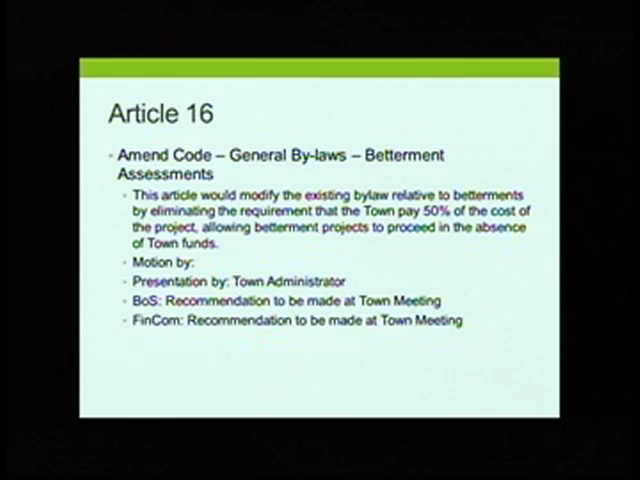 Article 16
Amend Code – General By-laws – Betterment
Assessments
This article would modify the existing bylaw relative to betterments
by eliminating the requirement that the Town pay 50% of the cost of
the project, allowing betterment projects to proceed in the absence
of Town funds.
Motion by:
Presentation by: Town Administrator
BoS: Recommendation to be made at Town Meeting
FinCom: Recommendation to be made at Town Meeting